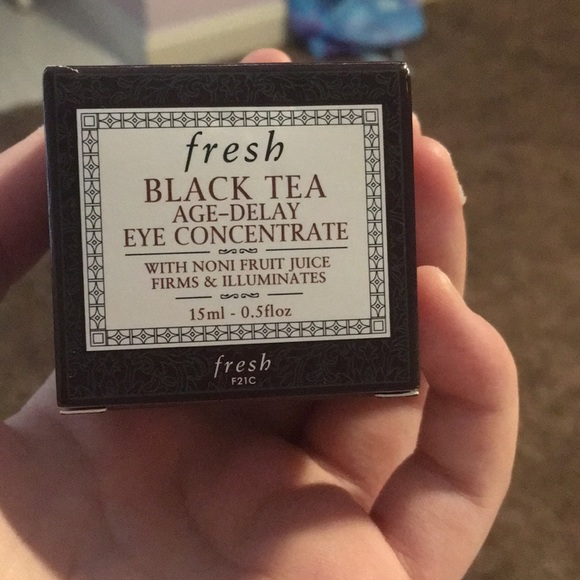 fresh
BLACK TEA
AGE-DELAY
EYE CONCENTRATE
WITH NONI FRUIT JUICE
FIRMS & ILLUMINATES
15ml - 0.5floz
fresh
F21C